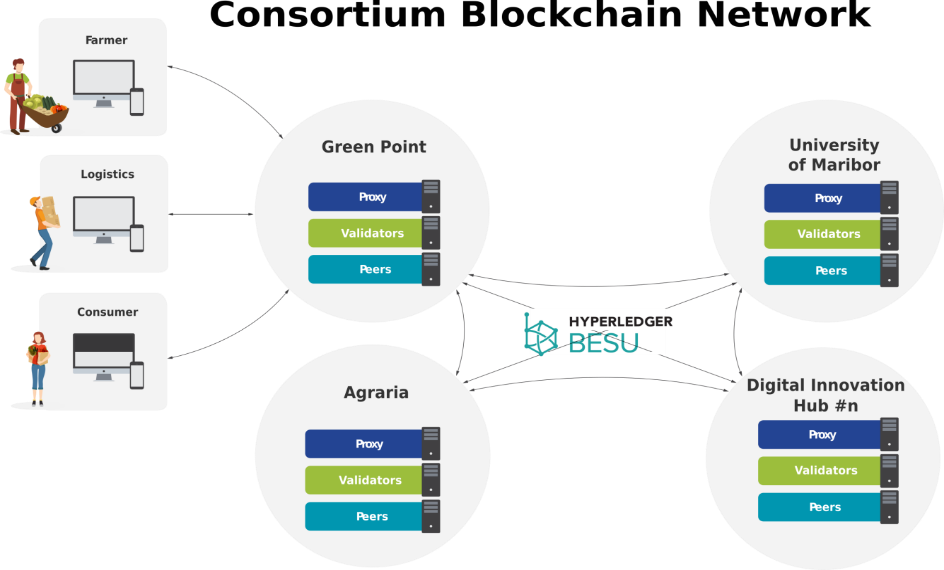 Consortium Blockchain Network
Farmer
Logistics
Consumer
Green Point
Proxy
Validators
Peers
University
of Maribor
Proxy
Validators
Peers
HYPERLEDGER
BESU
Agraria
Proxy
Validators
Peers
Digital Innovation
Hub #n
Proxy
Validators
Peers